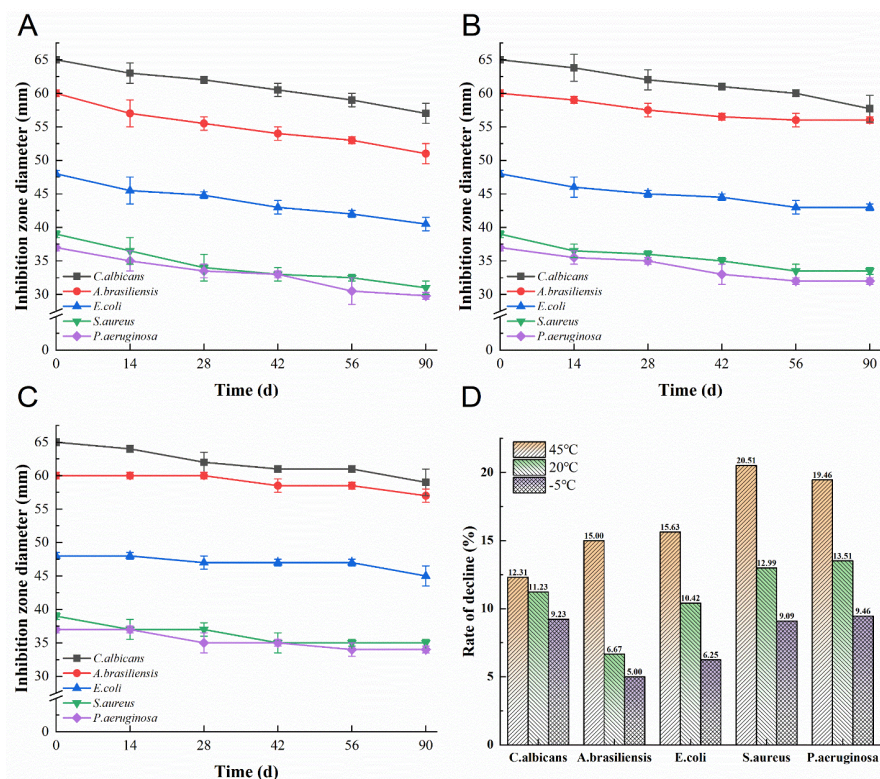 A
Inhibition zone diameter (mm)
65
60
55
50
45
40
35
30
0
C.albicans
A.brasiliensis
E.coli
S.aureus
P.aeruginosa
0 14 28 42 56 90
Time (d)
B
Inhibition zone diameter (mm)
65
60
55
50
45
40
35
30
0
C.albicans
A.brasiliensis
E.coli
S.aureus
P.aeruginosa
0 14 28 42 56 90
Time (d)
C
Inhibition zone diameter (mm)
65
60
55
50
45
40
35
30
0
C.albicans
A.brasiliensis
E.coli
S.aureus
P.aeruginosa
0 14 28 42 56 90
Time (d)
D
Rate of decline (%)
20
15
10
5
0
45℃
20℃
-5℃
12.31 11.23 9.23
15.00 6.67 5.00
15.63 10.42 6.25
20.51 12.99 9.09
19.46 13.51 9.46
C.albicans A.brasiliensis E.coli S.aureus P.aeruginosa